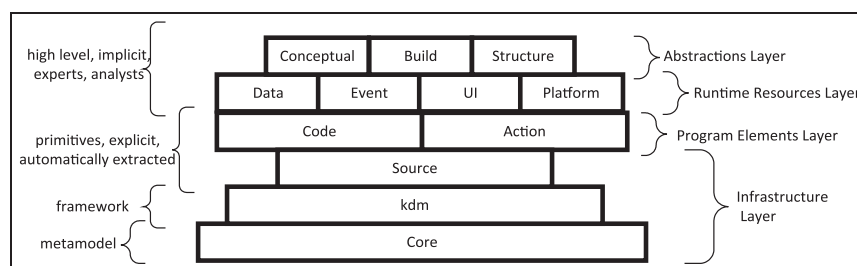 high level, implicit,
experts, analysts
Conceptual
Build
Structure
Abstractions Layer
Data
Event
UI
Platform
Runtime Resources Layer
primitives, explicit,
automatically extracted
Code
Action
Program Elements Layer
Source
framework
kdm
Infrastructure
Layer
metamodel
Core